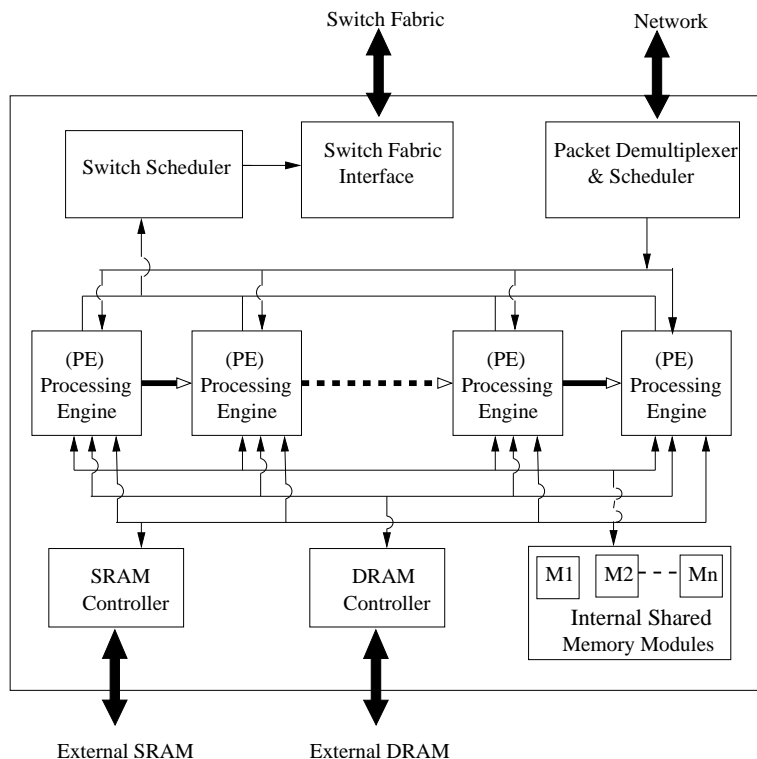 Switch Fabric
Network
Switch Scheduler
Switch Fabric
Interface
Packet Demultiplexer
& Scheduler
(PE)
Processing
Engine
(PE)
Processing
Engine
(PE)
Processing
Engine
(PE)
Processing
Engine
SRAM
Controller
DRAM
Controller
M1
M2
Mn
Internal Shared
Memory Modules
External SRAM
External DRAM